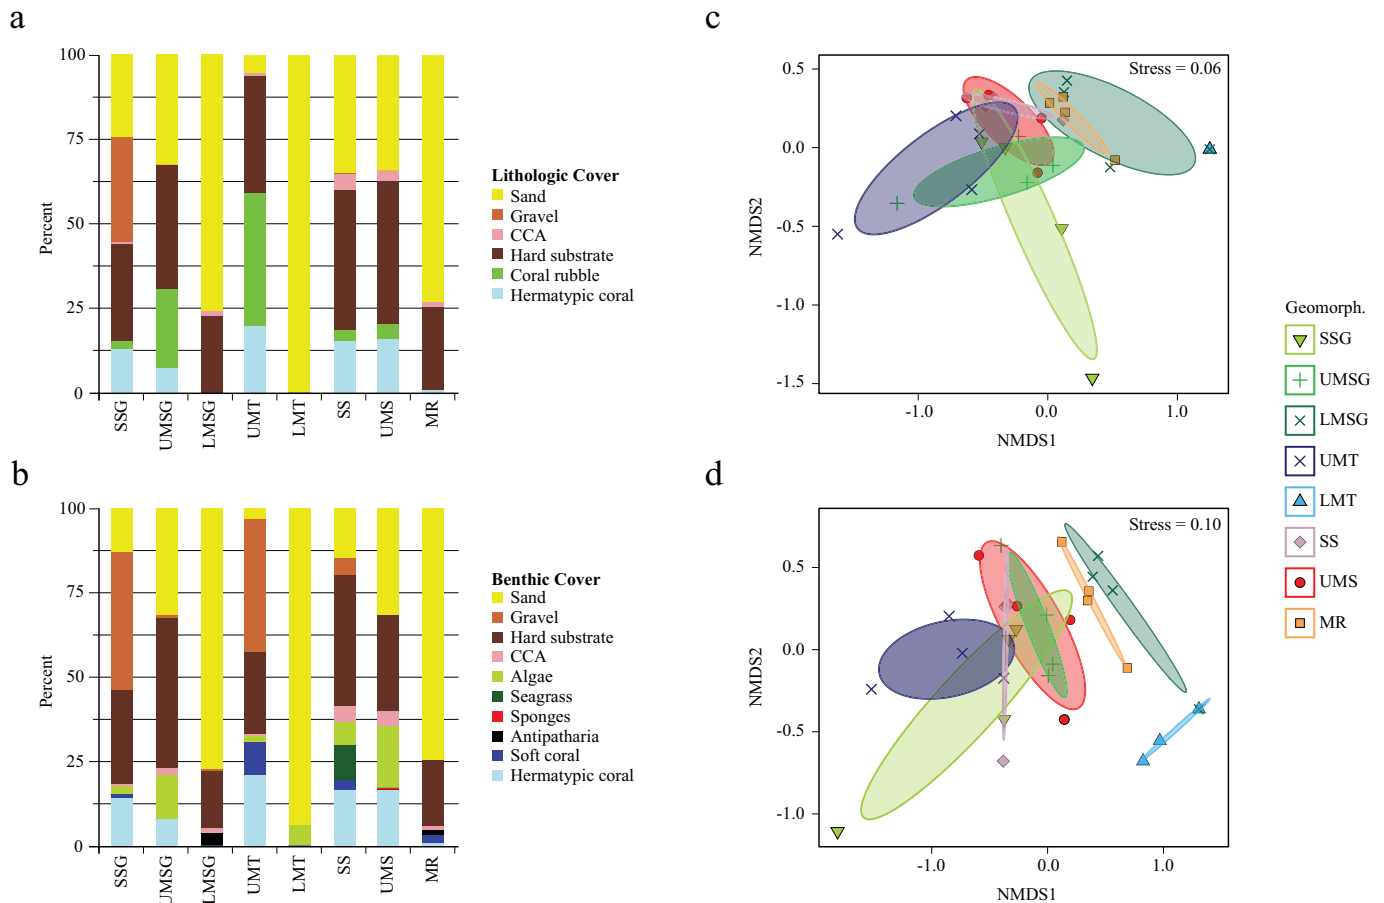 a
100
75
50
25
0
Percent
SSG
UMSG
LMSG
UMT
LMT
SS
UMS
MR
Lithologic Cover
Sand
Gravel
CCA
Hard substrate
Coral rubble
Hermatypic coral
b
100
75
50
25
0
Percent
SSG
UMSG
LMSG
UMT
LMT
SS
UMS
MR
Benthic Cover
Sand
Gravel
Hard substrate
CCA
Algae
Seagrass
Sponges
Antipatharia
Soft coral
Hermatypic coral
c
Stress = 0.06
0.5
0.0
-0.5
-1.0
-1.5
NMDS2
-1.0
0.0
1.0
NMDS1
d
Stress = 0.10
0.5
0.0
-0.5
-1.0
NMDS2
-1.0
0.0
1.0
NMDS1
Geomorph.
SSG
UMSG
LMSG
UMT
LMT
SS
UMS
MR